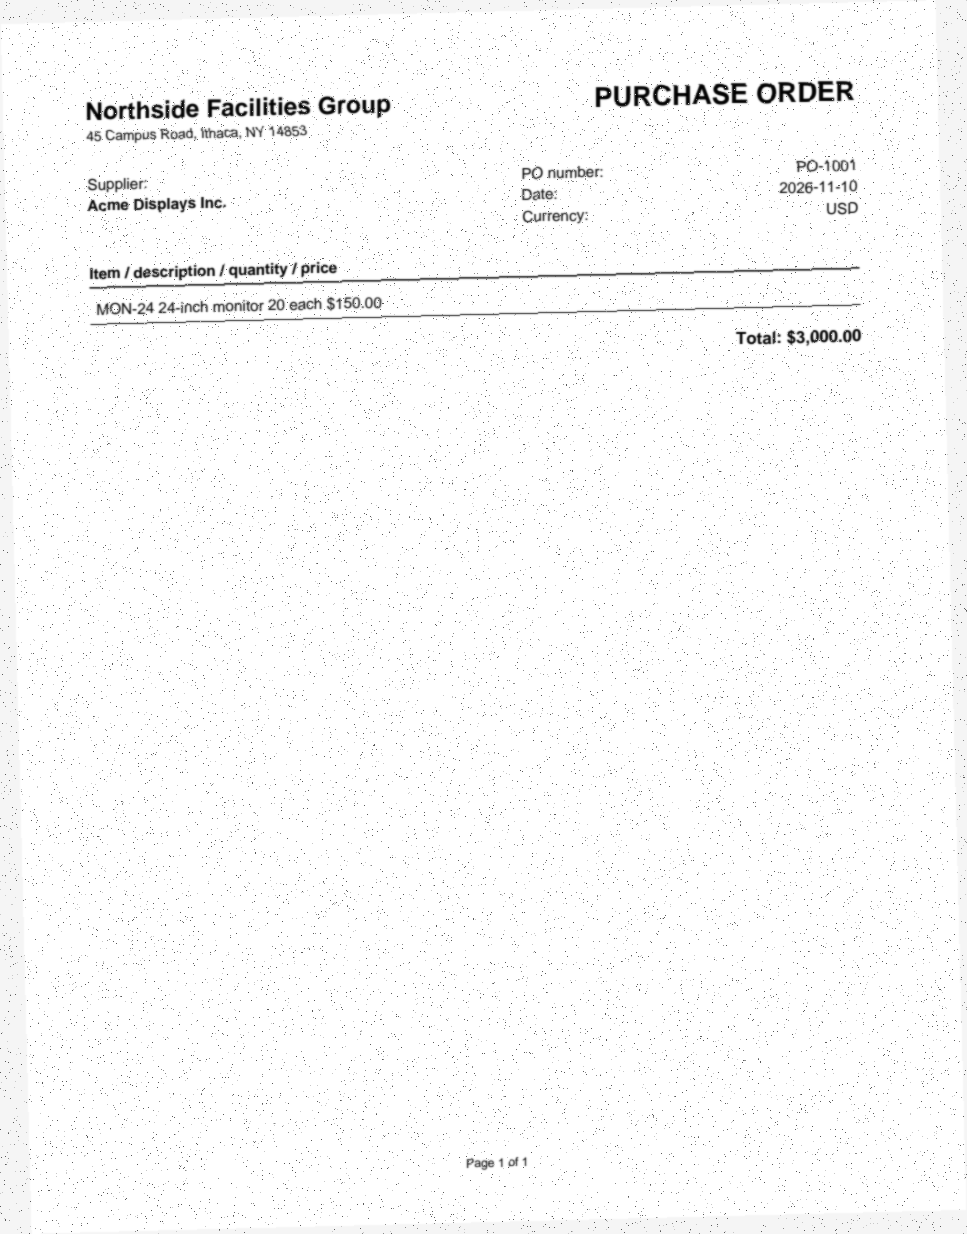 Northside Facilities Group
45 Campus Road, Ithaca, NY 14853
PURCHASE ORDER
Supplier:
Acme Displays Inc.
PO number: PO-1001
Date: 2026-11-10
Currency: USD
Item / description / quantity / price
MON-24 24-inch monitor 20 each $150.00
Total: $3,000.00
Page 1 of 1